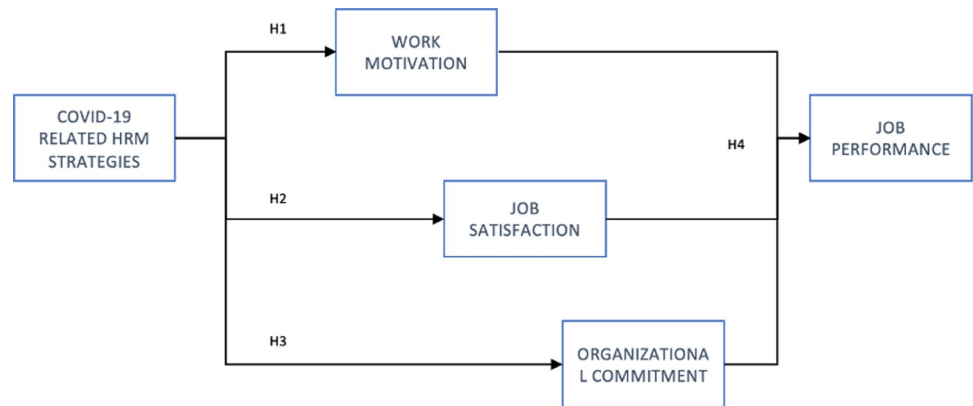 H1
WORK
MOTIVATION
COVID-19
RELATED HRM
STRATEGIES
JOB
PERFORMANCE
H4
H2
JOB
SATISFACTION
H3
ORGANIZATIONA
L COMMITMENT